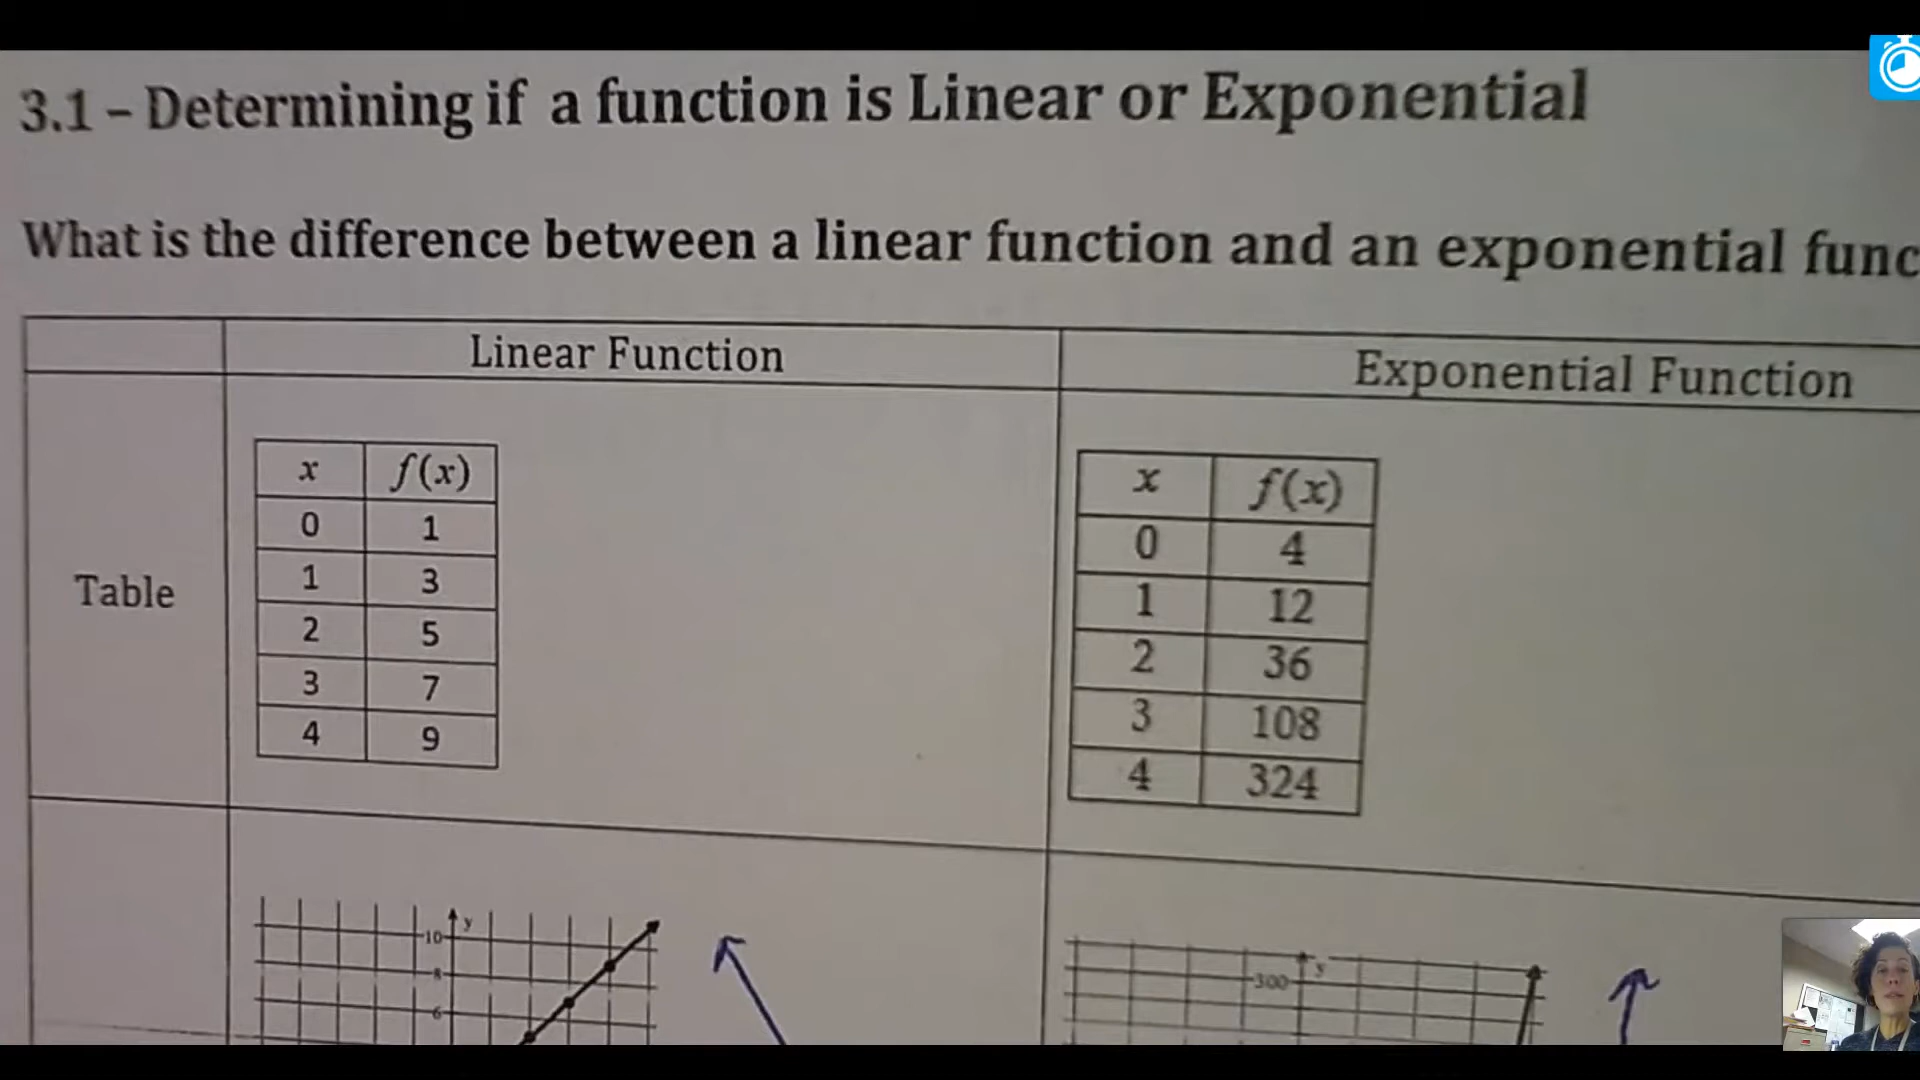 3.1 – Determining if a function is Linear or Exponential
What is the difference between a linear function and an exponential func
Linear Function
Exponential Function
Table
x f(x)
0 1
1 3
2 5
3 7
4 9
x f(x)
0 4
1 12
2 36
3 108
4 324
y
10
8
6
y
300